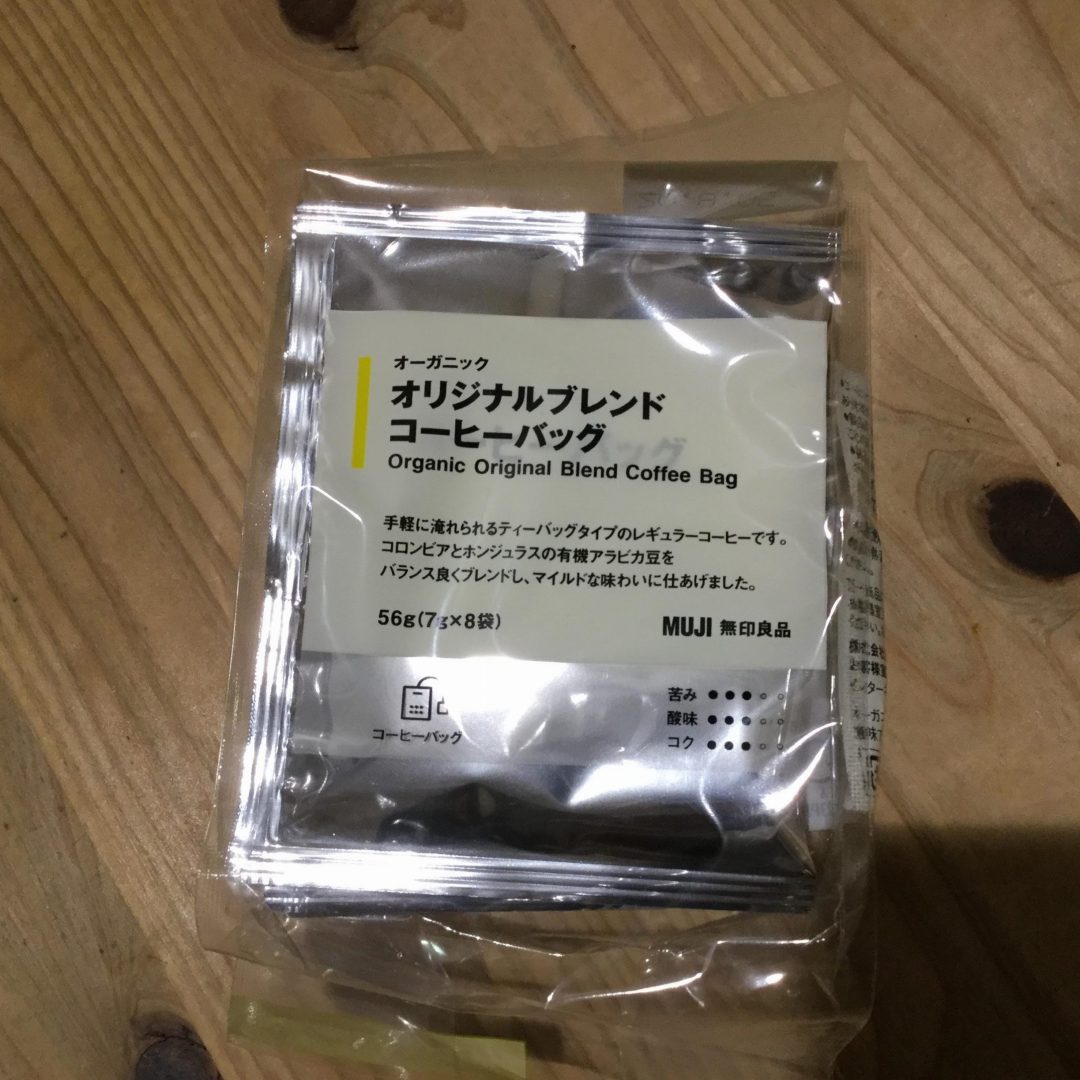 オーガニック
オリジナルブレンド
コーヒーバッグ
Organic Original Blend Coffee Bag
手軽に淹れられるティーバッグタイプのレギュラーコーヒーです。
コロンビアとホンジュラスの有機アラビカ豆を
バランス良くブレンドし、マイルドな味わいに仕あげました。
56g(7g×8袋)
MUJI 無印良品
コーヒーバッグ
苦み ●●●○○
酸味 ●●●○○
コク ●●●○○